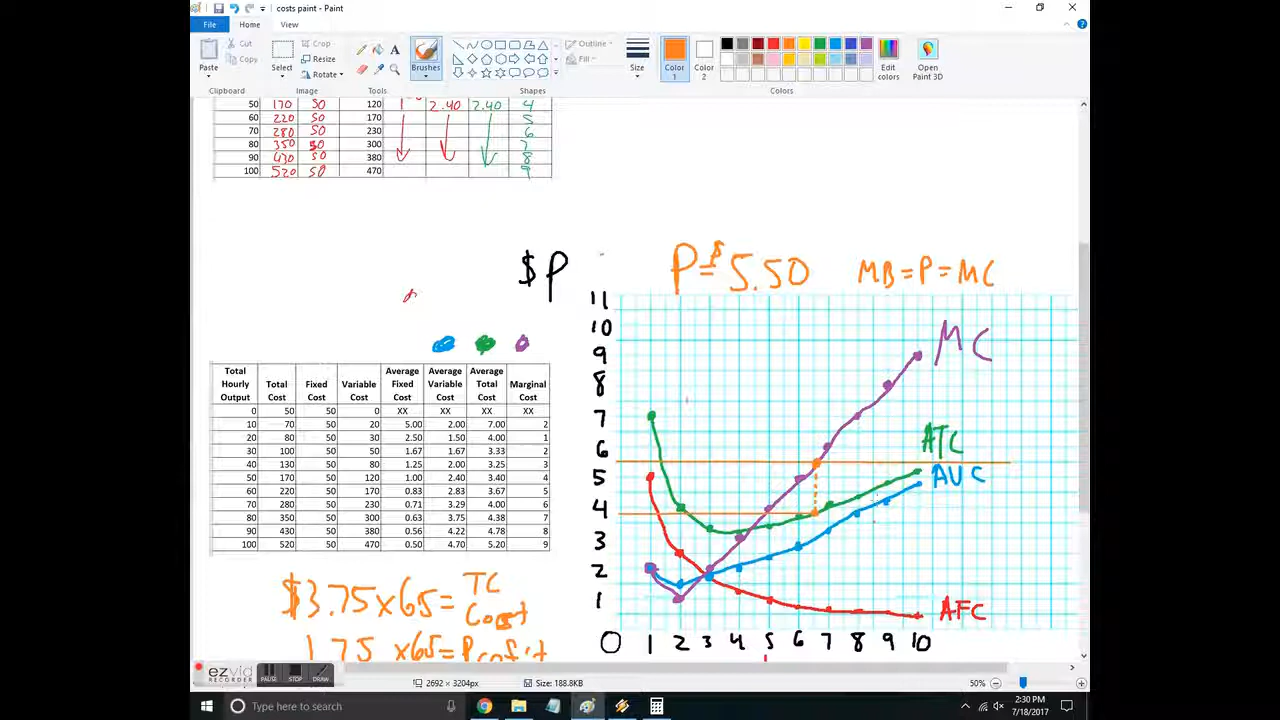 costs paint - Paint
File Home View
Paste Cut Copy Select Crop Resize Rotate Brushes Outline Fill Size Color 1 Color 2 Edit colors Open Paint 3D
Clipboard Image Tools Shapes Colors
50 170 50 120 2.40 2.40 4
60 220 50 170 5
70 280 50 230 6
80 350 50 300 7
90 430 50 380 8
100 520 50 470 9
$ P P=$5.50 MB=P=MC
11
10
9
8
7
6
5
4
3
2
1
0 1 2 3 4 5 6 7 8 9 10
MC
ATC
AVC
AFC
Total Hourly Output Total Cost Fixed Cost Variable Cost Average Fixed Cost Average Variable Cost Average Total Cost Marginal Cost
0 50 50 0 XX XX XX XX
10 70 50 20 5.00 2.00 7.00 2
20 80 50 30 2.50 1.50 4.00 1
30 100 50 50 1.67 1.67 3.33 2
40 130 50 80 1.25 2.00 3.25 3
50 170 50 120 1.00 2.40 3.40 4
60 220 50 170 0.83 2.83 3.67 5
70 280 50 230 0.71 3.29 4.00 6
80 350 50 300 0.63 3.75 4.38 7
90 430 50 380 0.56 4.22 4.78 8
100 520 50 470 0.50 4.70 5.20 9
$3.75x65= TC Cost
1.75 x65=Profit
ezvid RECORDER PAUSE STOP DRAW
2692 × 3204px Size: 188.8KB 50%
Type here to search
2:30 PM
7/18/2017